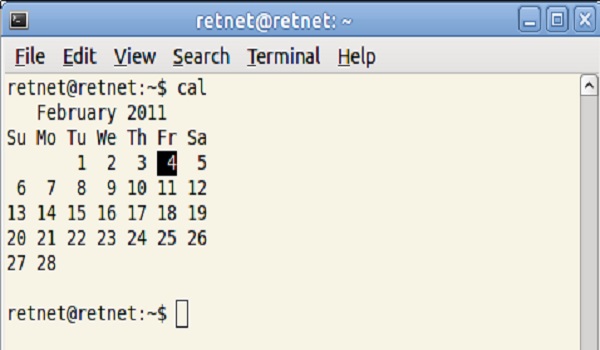 retnet@retnet: ~
File Edit View Search Terminal Help
retnet@retnet:~$ cal
   February 2011
Su Mo Tu We Th Fr Sa
       1  2  3  4  5
 6  7  8  9 10 11 12
13 14 15 16 17 18 19
20 21 22 23 24 25 26
27 28
retnet@retnet:~$